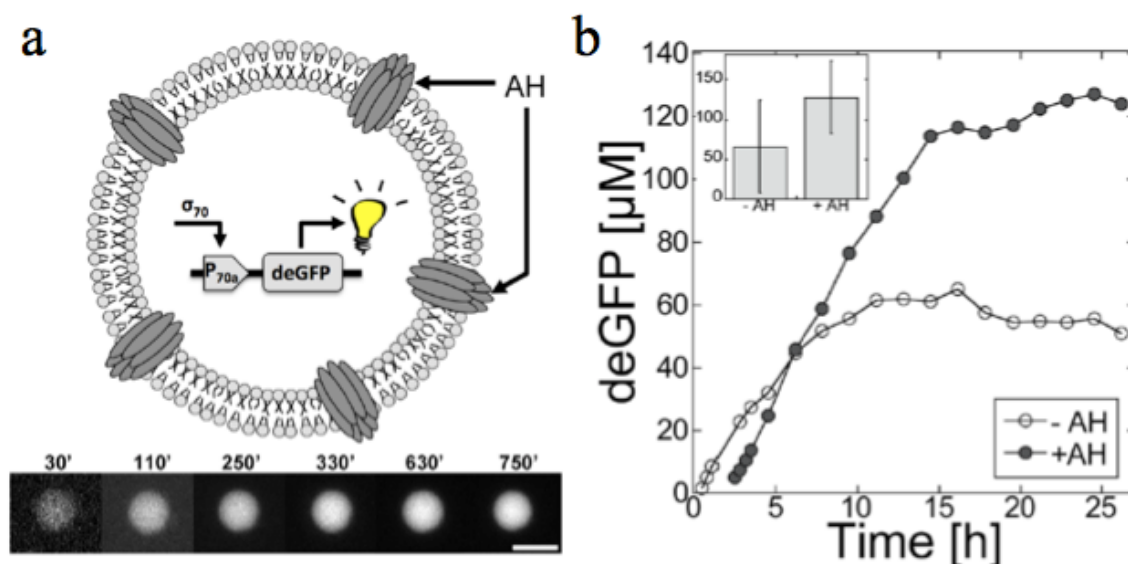 a
AH
σ70
P70a
deGFP
30' 110' 250' 330' 630' 750'
b
deGFP [µM]
140
120
100
80
60
40
20
0
150
100
50
0
- AH + AH
- AH
+AH
0 5 10 15 20 25
Time [h]